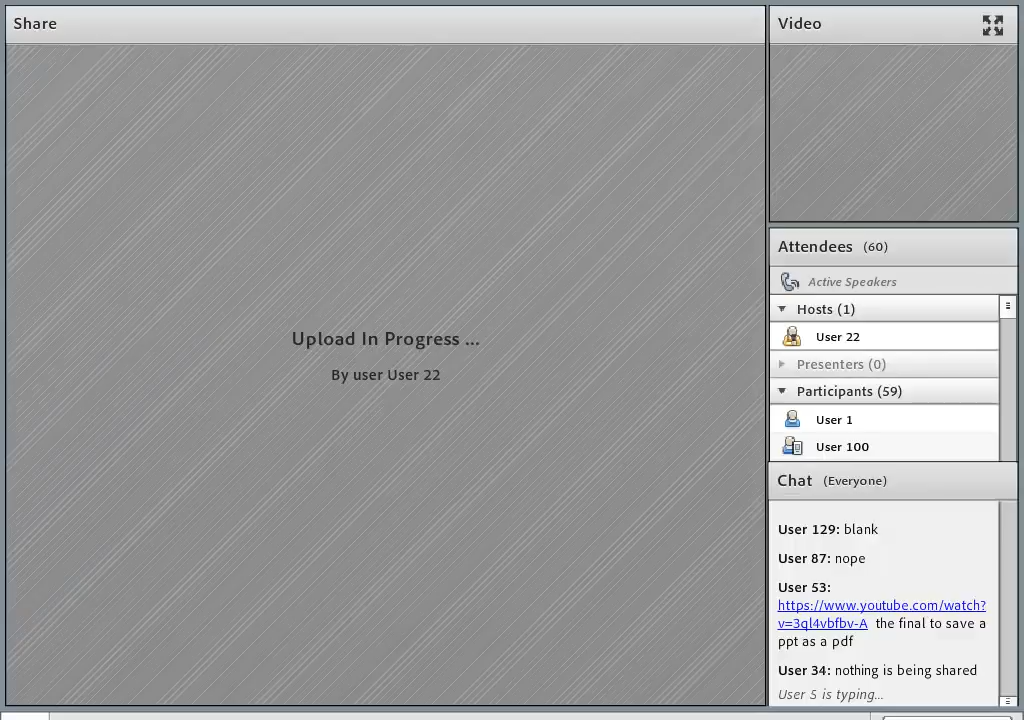 Share
Upload In Progress ...
By user User 22
Video
Attendees (60)
Active Speakers
Hosts (1)
User 22
Presenters (0)
Participants (59)
User 1
User 100
Chat (Everyone)
User 129: blank
User 87: nope
User 53:
https://www.youtube.com/watch?
v=3ql4vbfbv-A the final to save a
ppt as a pdf
User 34: nothing is being shared
User 5 is typing...